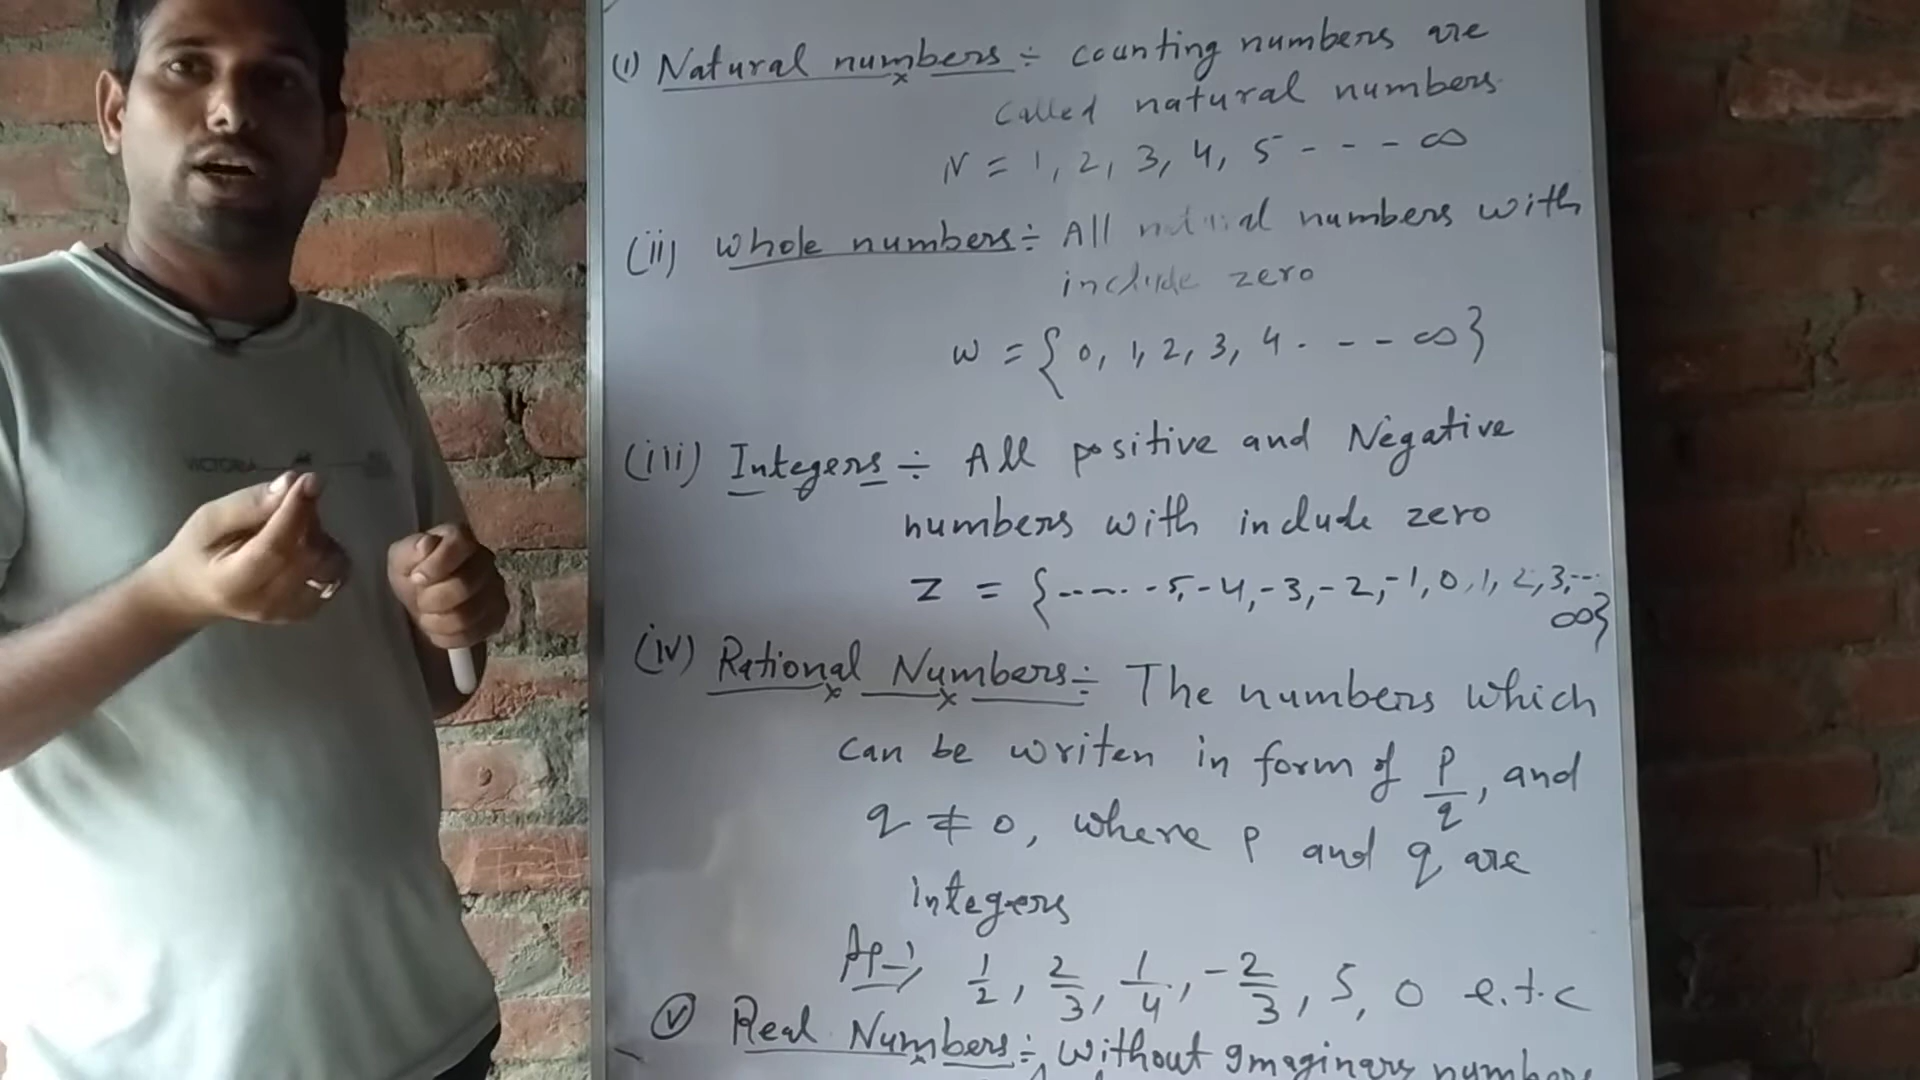 (i) Natural numbers ÷ counting numbers are
called natural numbers
N = 1, 2, 3, 4, 5 - - - ∞
(ii) Whole numbers ÷ All natural numbers with
include zero
W = { 0, 1, 2, 3, 4 - - - ∞ }
(iii) Integers ÷ All positive and Negative
numbers with include zero
Z = { ------ -5, -4, -3, -2, -1, 0, 1, 2, 3, ---
∞ }
(iv) Rational Numbers ÷ The numbers which
can be writen in form of P/q, and
q ≠ 0, where P and q are
integers
1/2, 2/3, 1/4, -2/3, 5, 0 e.t.c
(v) Real Numbers ÷ Without imaginary numbers
VICTORIA